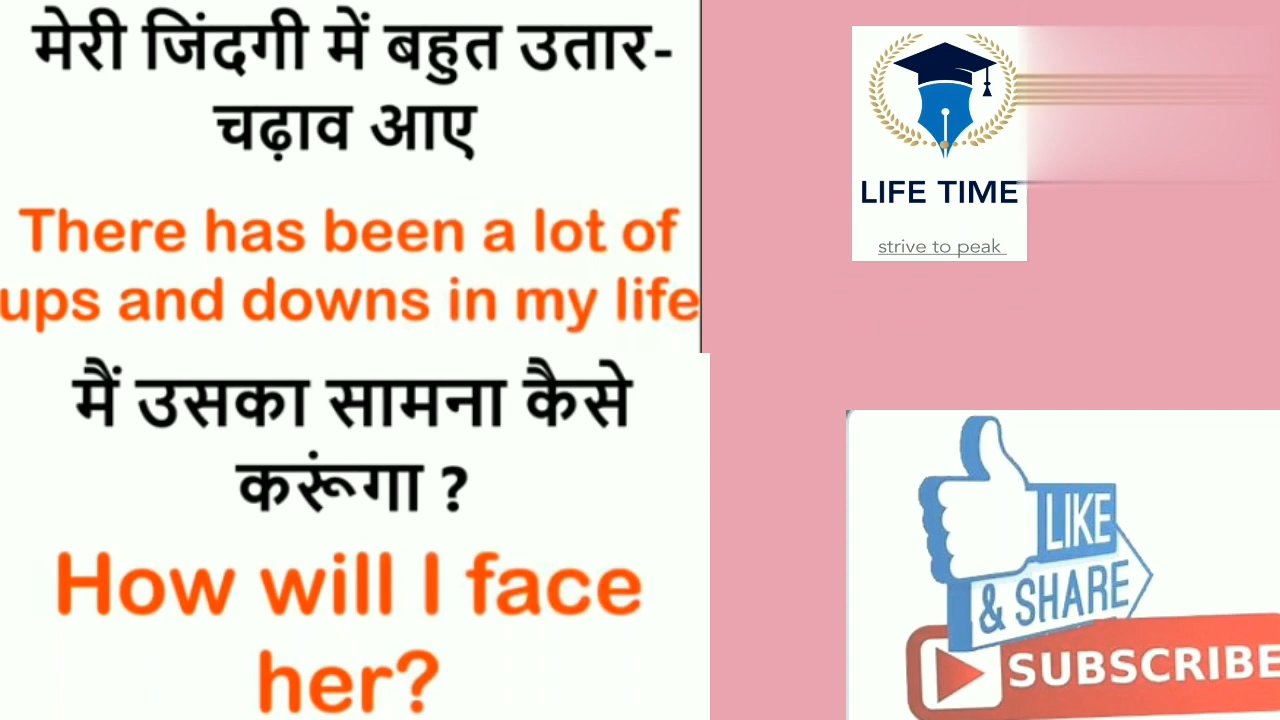 मेरी जिंदगी में बहुत उतार-
चढ़ाव आए
There has been a lot of
ups and downs in my life
मैं उसका सामना कैसे
करूंगा ?
How will I face
her?
LIFE TIME
strive to peak
LIKE
& SHARE
SUBSCRIBE